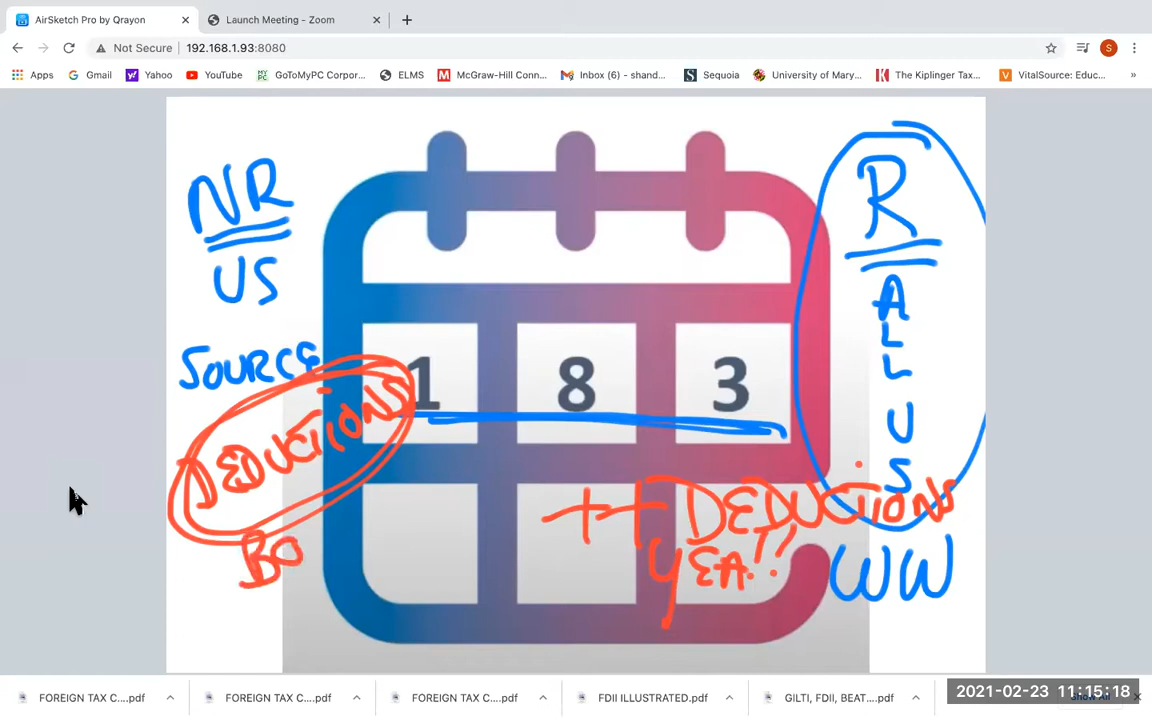 AirSketch Pro by Qrayon
Launch Meeting - Zoom
Not Secure 192.168.1.93:8080
S
Apps Gmail Yahoo YouTube GoToMyPC Corpor... ELMS McGraw-Hill Conn... Inbox (6) - shand... Sequoia University of Mary... The Kiplinger Tax... VitalSource: Educ... »
NR
US
SOURCE
DEDUCTIONS
BO
1 8 3
R
ALL US
WW
++ DEDUCTIONS
YEA!!
FOREIGN TAX C....pdf
FOREIGN TAX C....pdf
FOREIGN TAX C....pdf
FDII ILLUSTRATED.pdf
GILTI, FDII, BEAT....pdf
2021-02-23 11:15:18